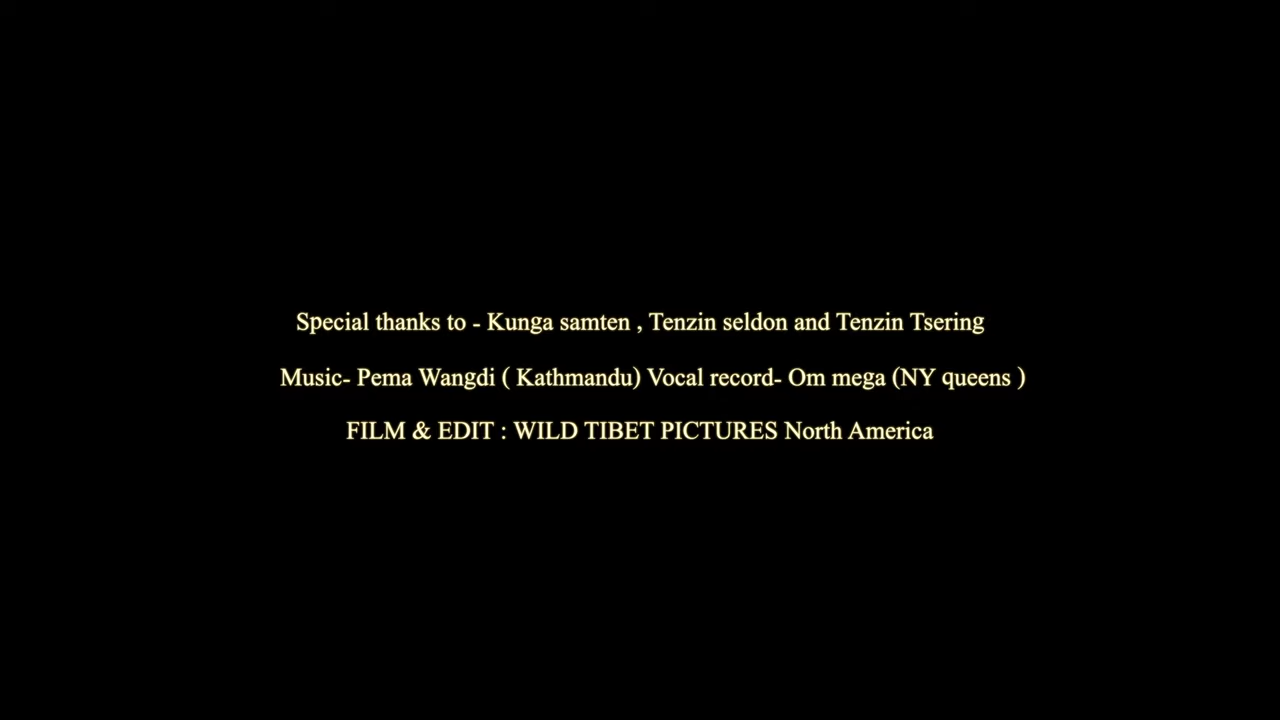 Special thanks to - Kunga samten , Tenzin seldon and Tenzin Tsering
Music- Pema Wangdi ( Kathmandu) Vocal record- Om mega (NY queens )
FILM & EDIT : WILD TIBET PICTURES North America